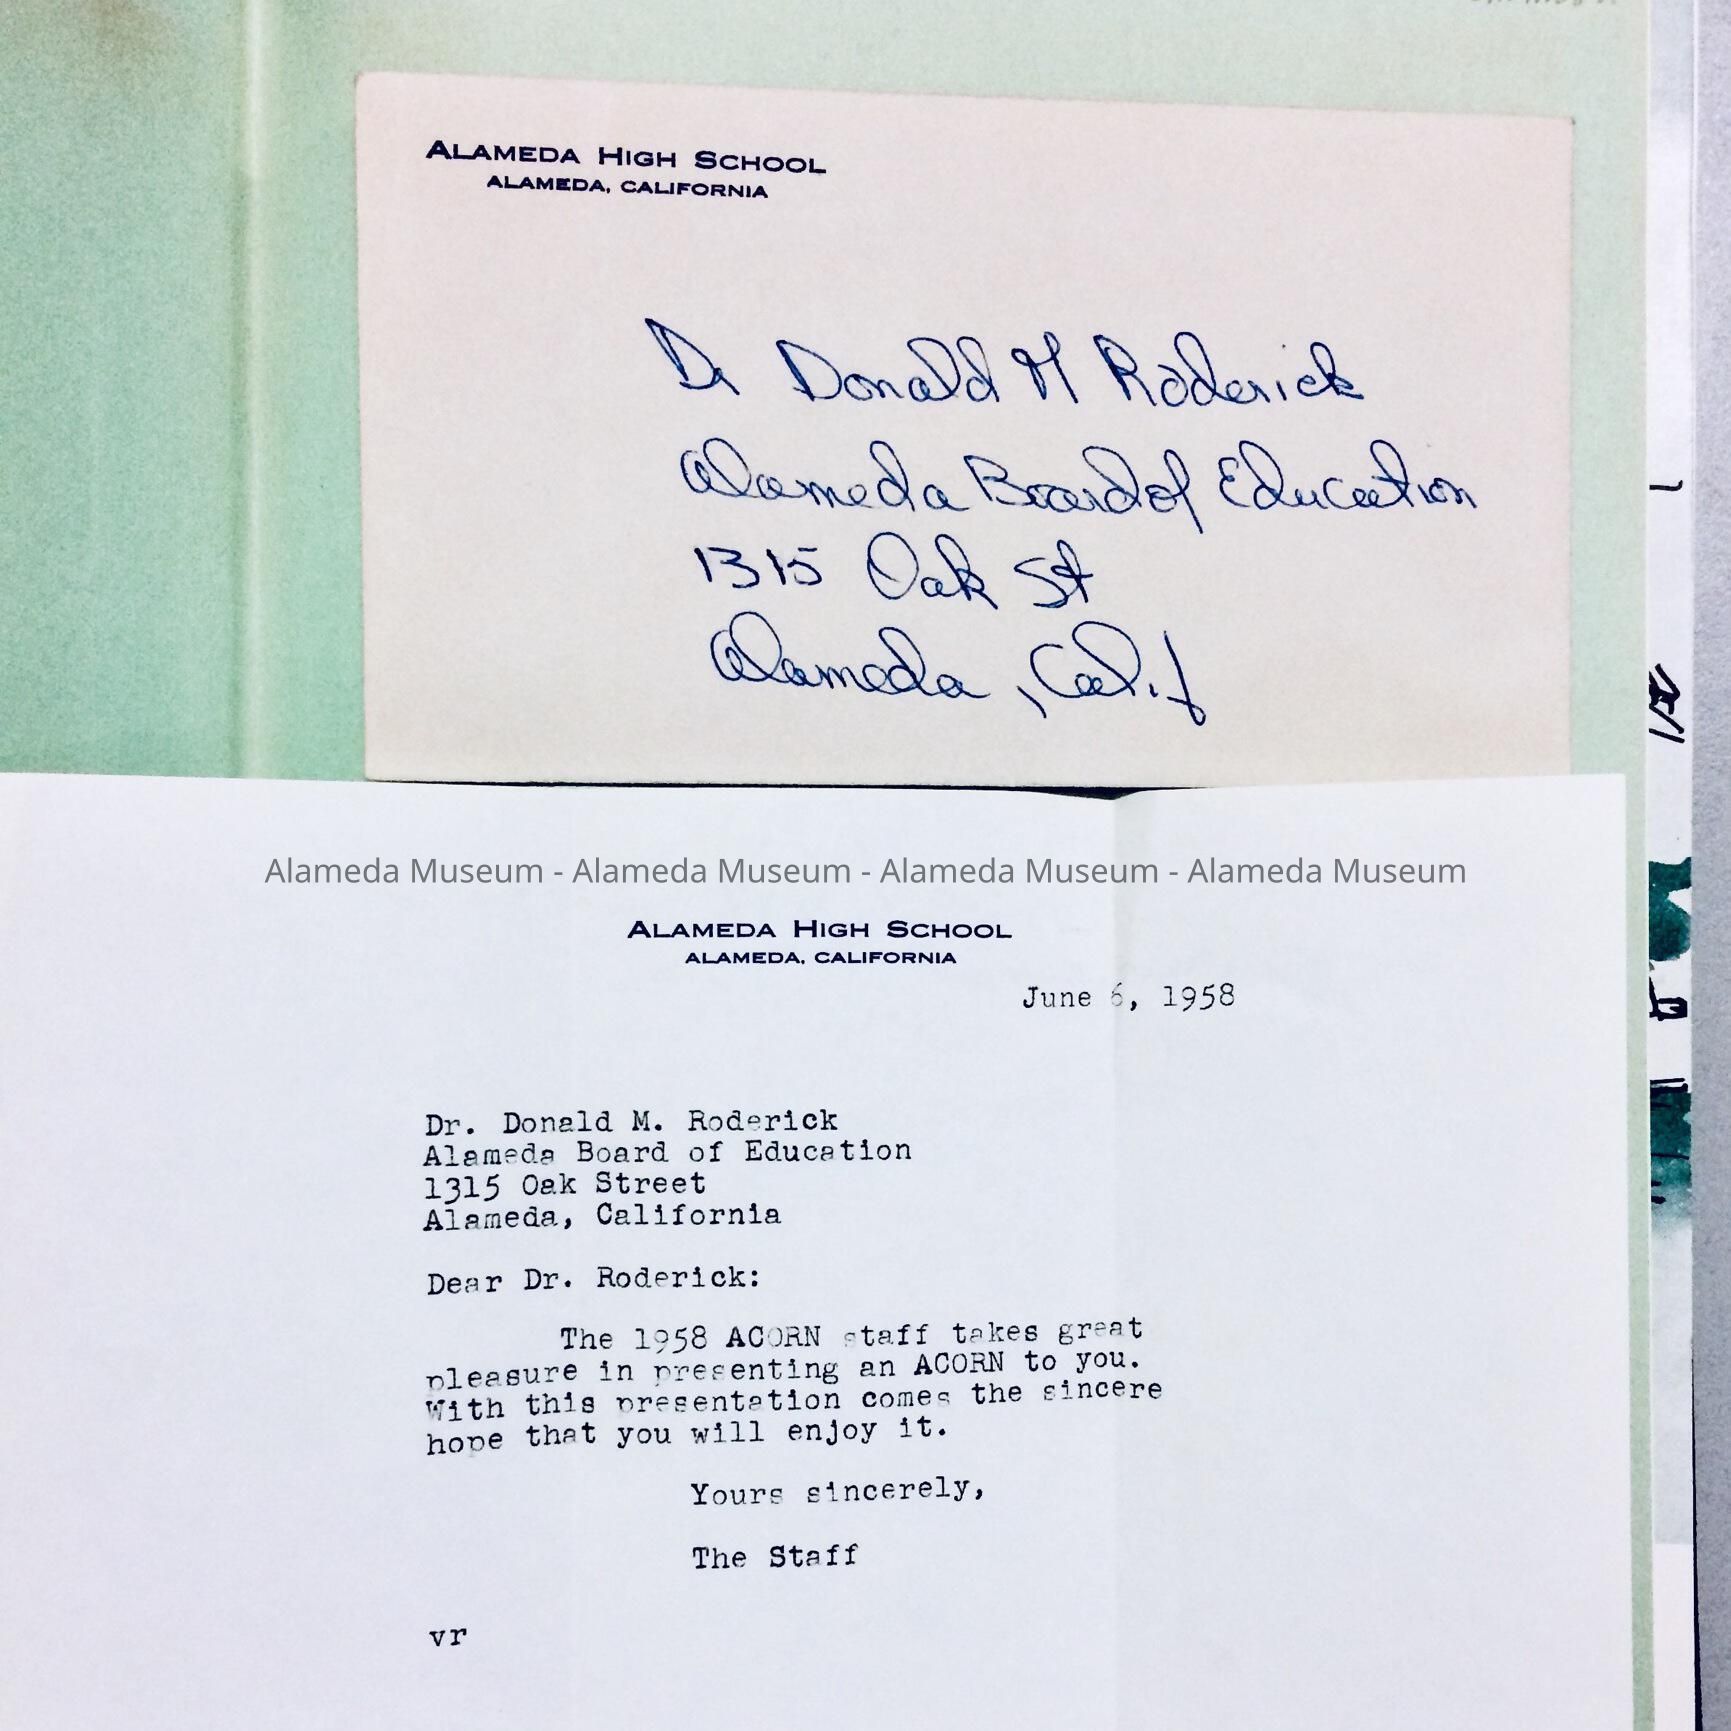 ALAMEDA HIGH SCHOOL
ALAMEDA, CALIFORNIA
Dr Donald M Roderick
Alameda Board of Education
1315 Oak St
Alameda, Calif
Alameda Museum - Alameda Museum - Alameda Museum - Alameda Museum
ALAMEDA HIGH SCHOOL
ALAMEDA, CALIFORNIA
June 6, 1958
Dr. Donald M. Roderick
Alameda Board of Education
1315 Oak Street
Alameda, California
Dear Dr. Roderick:
The 1958 ACORN staff takes great
pleasure in presenting an ACORN to you.
With this presentation comes the sincere
hope that you will enjoy it.
Yours sincerely,
The Staff
vr